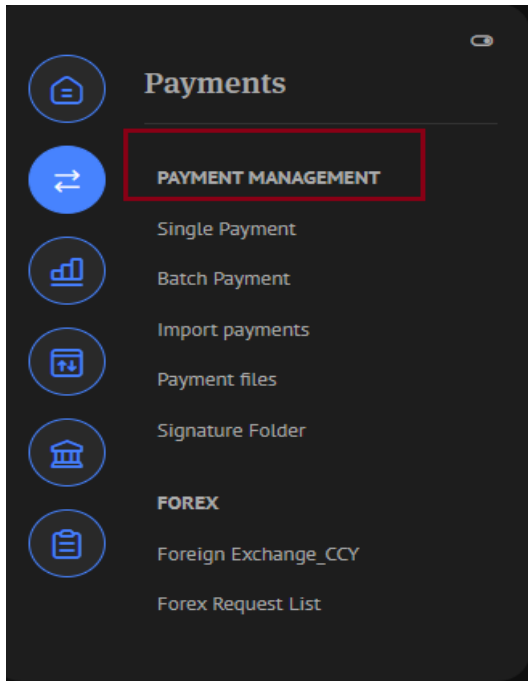 Payments
PAYMENT MANAGEMENT
Single Payment
Batch Payment
Import payments
Payment files
Signature Folder
FOREX
Foreign Exchange_CCY
Forex Request List